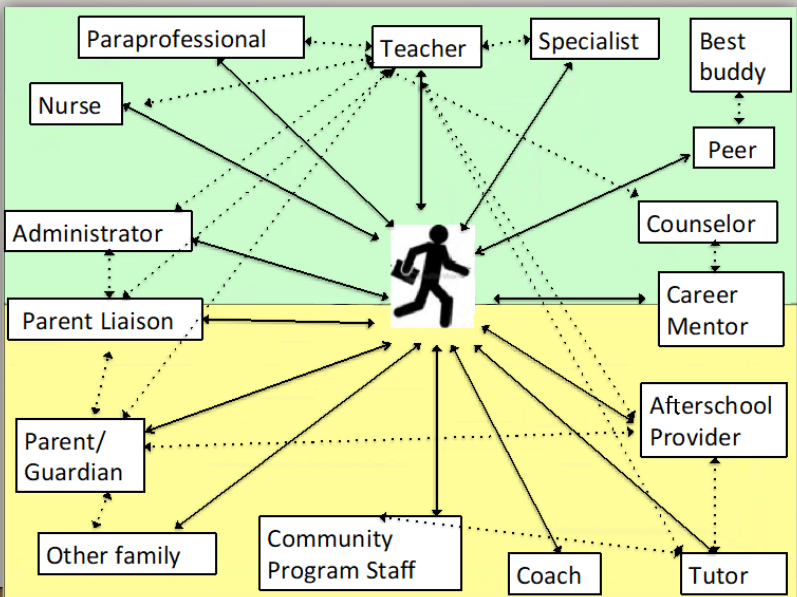 Paraprofessional
Teacher
Specialist
Best
buddy
Nurse
Peer
Administrator
Counselor
Parent Liaison
Career
Mentor
Parent/
Guardian
Afterschool
Provider
Other family
Community
Program Staff
Coach
Tutor